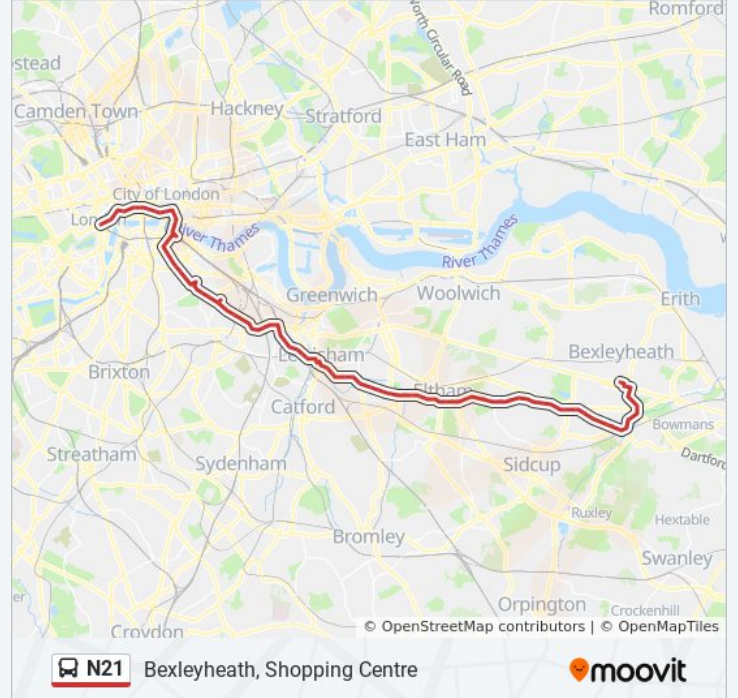 Romford
North Circular Road
stead
Camden Town
Hackney
Stratford
East Ham
City of London
River Thames
River Thames
Greenwich
Woolwich
Erith
Bexleyheath
Lewisham
Brixton
Eltham
Catford
Bowmans
Streatham
Sydenham
Sidcup
Dartford
Ruxley
Hextable
Bromley
Swanley
Orpington
Crockenhill
Croydon
© OpenStreetMap contributors | © OpenMapTiles
N21 Bexleyheath, Shopping Centre
moovit